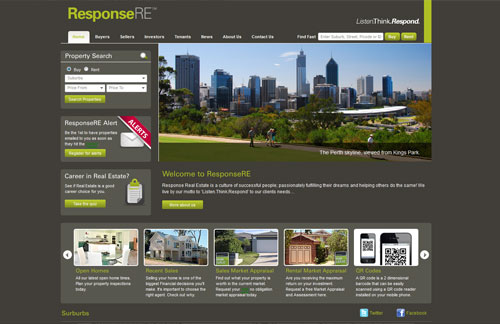 ResponseRE™
Listen.Think.Respond.
Home Buyers Sellers Investors Tenants News About Us Contact Us
Find Fast Enter Suburb, Street, Provide or ID Buy Rent
Property Search
Buy Rent
Suburbs
Price From Price To
Search Properties
The Perth skyline, viewed from Kings Park.
ResponseRE Alert
ALERTS
Be the 1st to have properties
emailed to you as soon as
they hit the
Register for alerts
Career in Real Estate?
See if Real Estate is a good
career choice for you.
Take the quiz
Welcome to ResponseRE
Response Real Estate is a culture of successful people, passionately fulfilling their dreams and helping others do the same! We
live by our motto to 'Listen.Think.Respond' to our clients needs...
More about us
Open Homes
All our latest open home times.
Plan your property inspections
today.
Recent Sales
Selling your home is one of the
biggest Financial decisions you'll
make, it's important to choose the
right agent. Check out why.
Sales Market Appraisal
Find out what your property is
worth in the current market
Request your no obligation
market appraisal today
Rental Market Appraisal
Are you receiving the maximum
return on your investment.
Request a free Market Appraisal
and Assessment here.
QR Codes
A QR code is a 2 dimensional
barcode that can be easily
scanned using a QR code reader
installed on your mobile phone
Surburbs
Twitter
Facebook